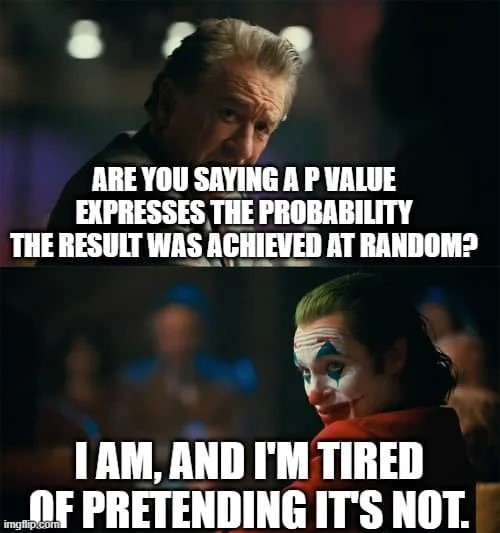 ARE YOU SAYING A P VALUE
EXPRESSES THE PROBABILITY
THE RESULT WAS ACHIEVED AT RANDOM?
I AM, AND I'M TIRED
OF PRETENDING IT'S NOT.
imgflip.com